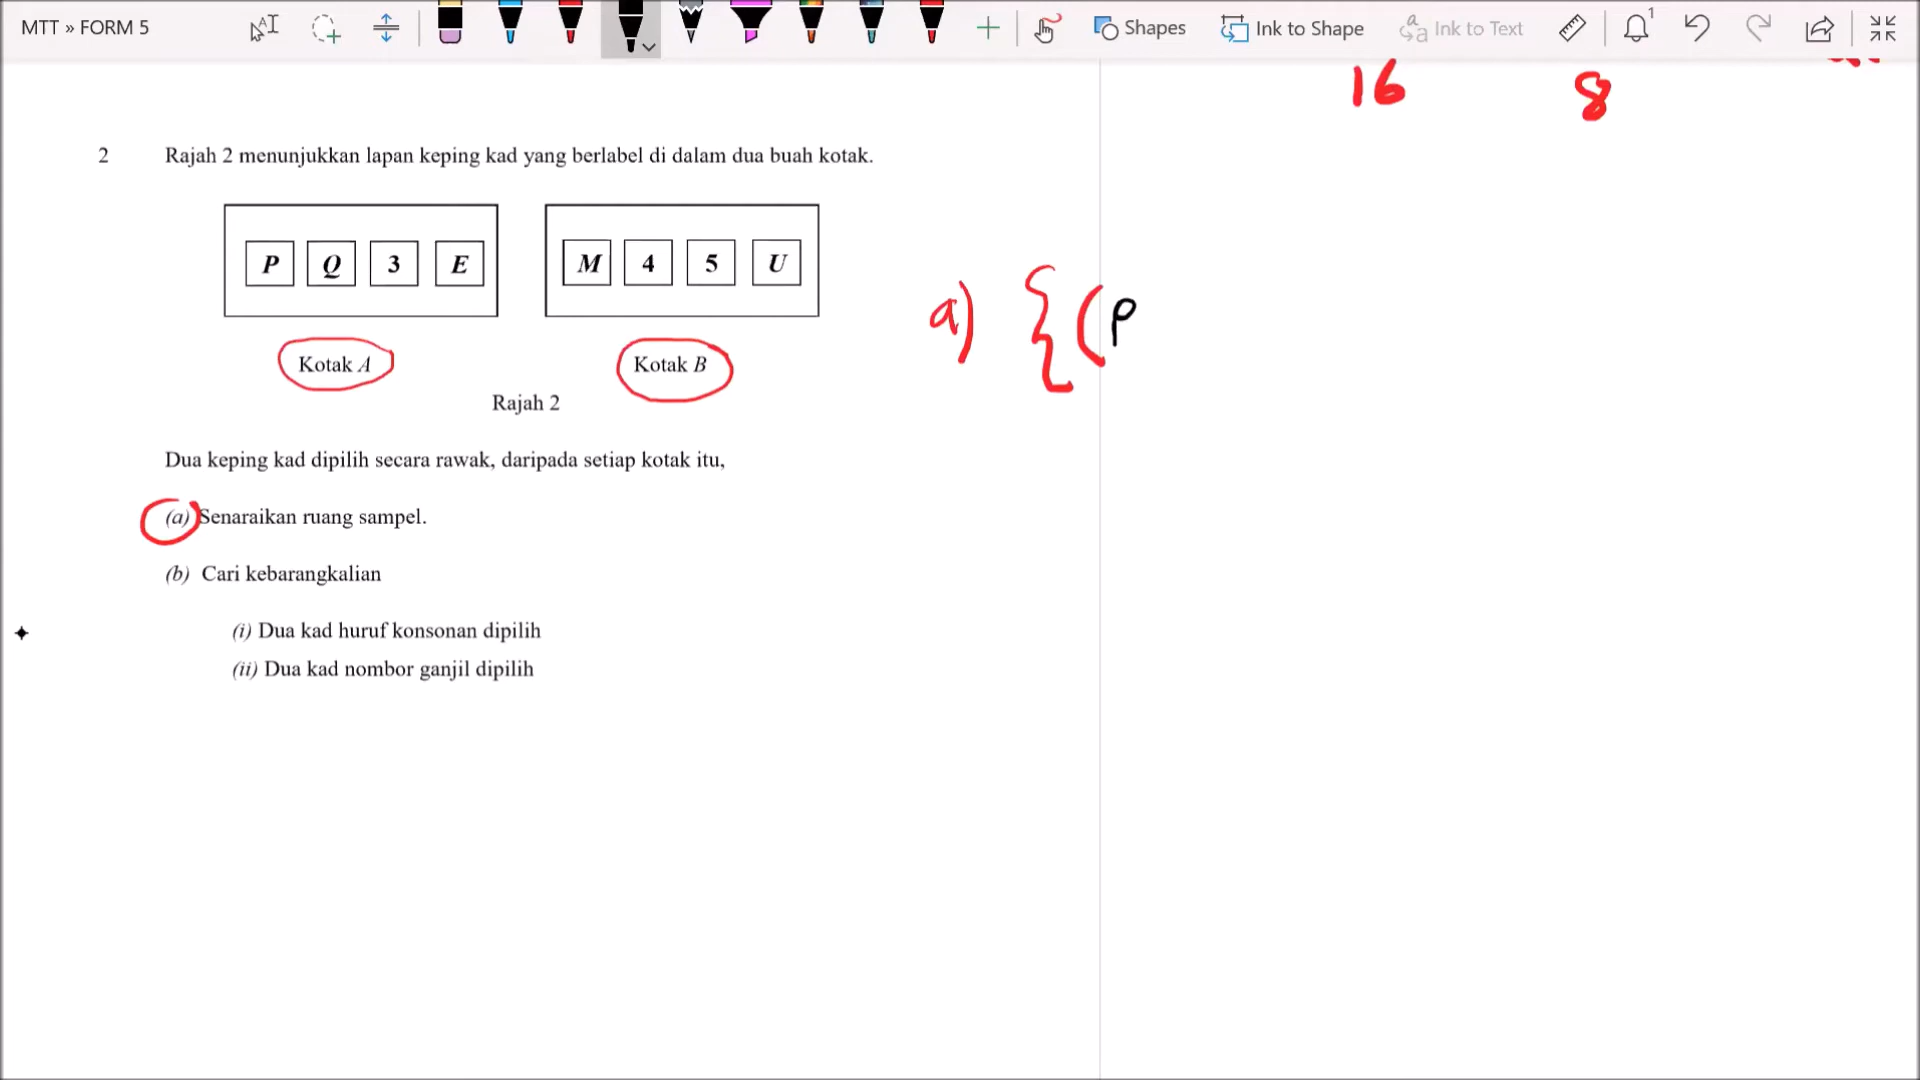 MTT » FORM 5
Shapes
Ink to Shape
Ink to Text
1
16 8
2 Rajah 2 menunjukkan lapan keping kad yang berlabel di dalam dua buah kotak.
P Q 3 E M 4 5 U
a) { (P
Kotak A Kotak B
Rajah 2
Dua keping kad dipilih secara rawak, daripada setiap kotak itu,
(a) Senaraikan ruang sampel.
(b) Cari kebarangkalian
(i) Dua kad huruf konsonan dipilih
(ii) Dua kad nombor ganjil dipilih